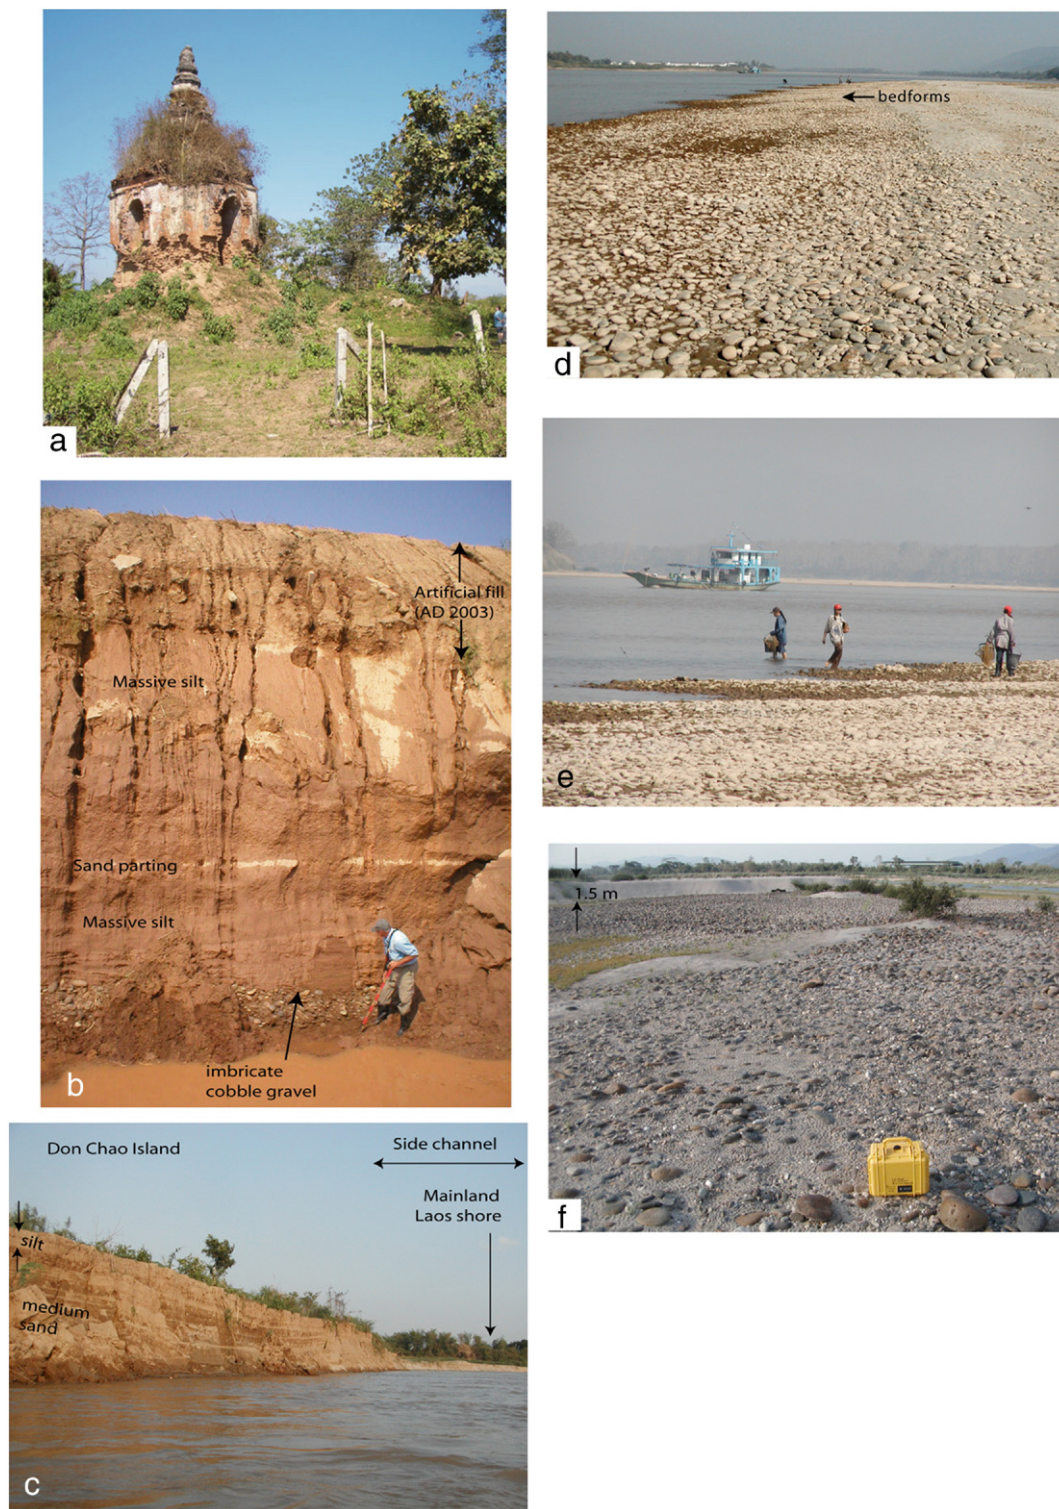 a
bedforms
d
Artificial fill
(AD 2003)
Massive silt
Sand parting
Massive silt
imbricate
cobble gravel
b
Don Chao Island
Side channel
Mainland
Laos shore
silt
medium
sand
c
e
1.5 m
f